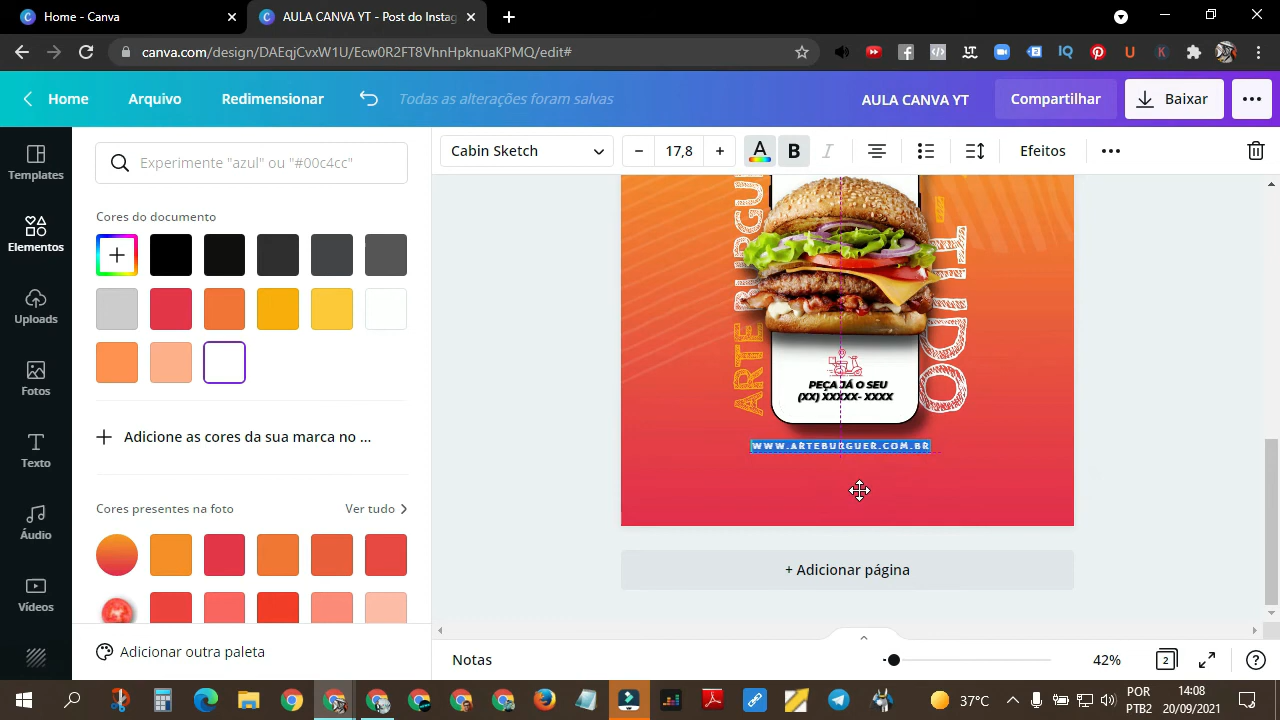 Home - Canva
AULA CANVA YT - Post do Instag
canva.com/design/DAEqjCvxW1U/Ecw0R2FT8VhnHpknuaKPMQ/edit#
Home
Arquivo
Redimensionar
Todas as alterações foram salvas
AULA CANVA YT
Compartilhar
Baixar
Templates
Elementos
Uploads
Fotos
Texto
Áudio
Vídeos
Experimente "azul" ou "#00c4cc"
Cores do documento
Adicione as cores da sua marca no ...
Cores presentes na foto
Ver tudo
Adicionar outra paleta
Cabin Sketch
17,8
A
B
I
Efeitos
ARTE BURGUE
TUDO
PEÇA JÁ O SEU
(XX) XXXXX- XXXX
WWW.ARTEBURGUER.COM.BR
+ Adicionar página
Notas
42%
2
37°C
POR
PTB2
14:08
20/09/2021